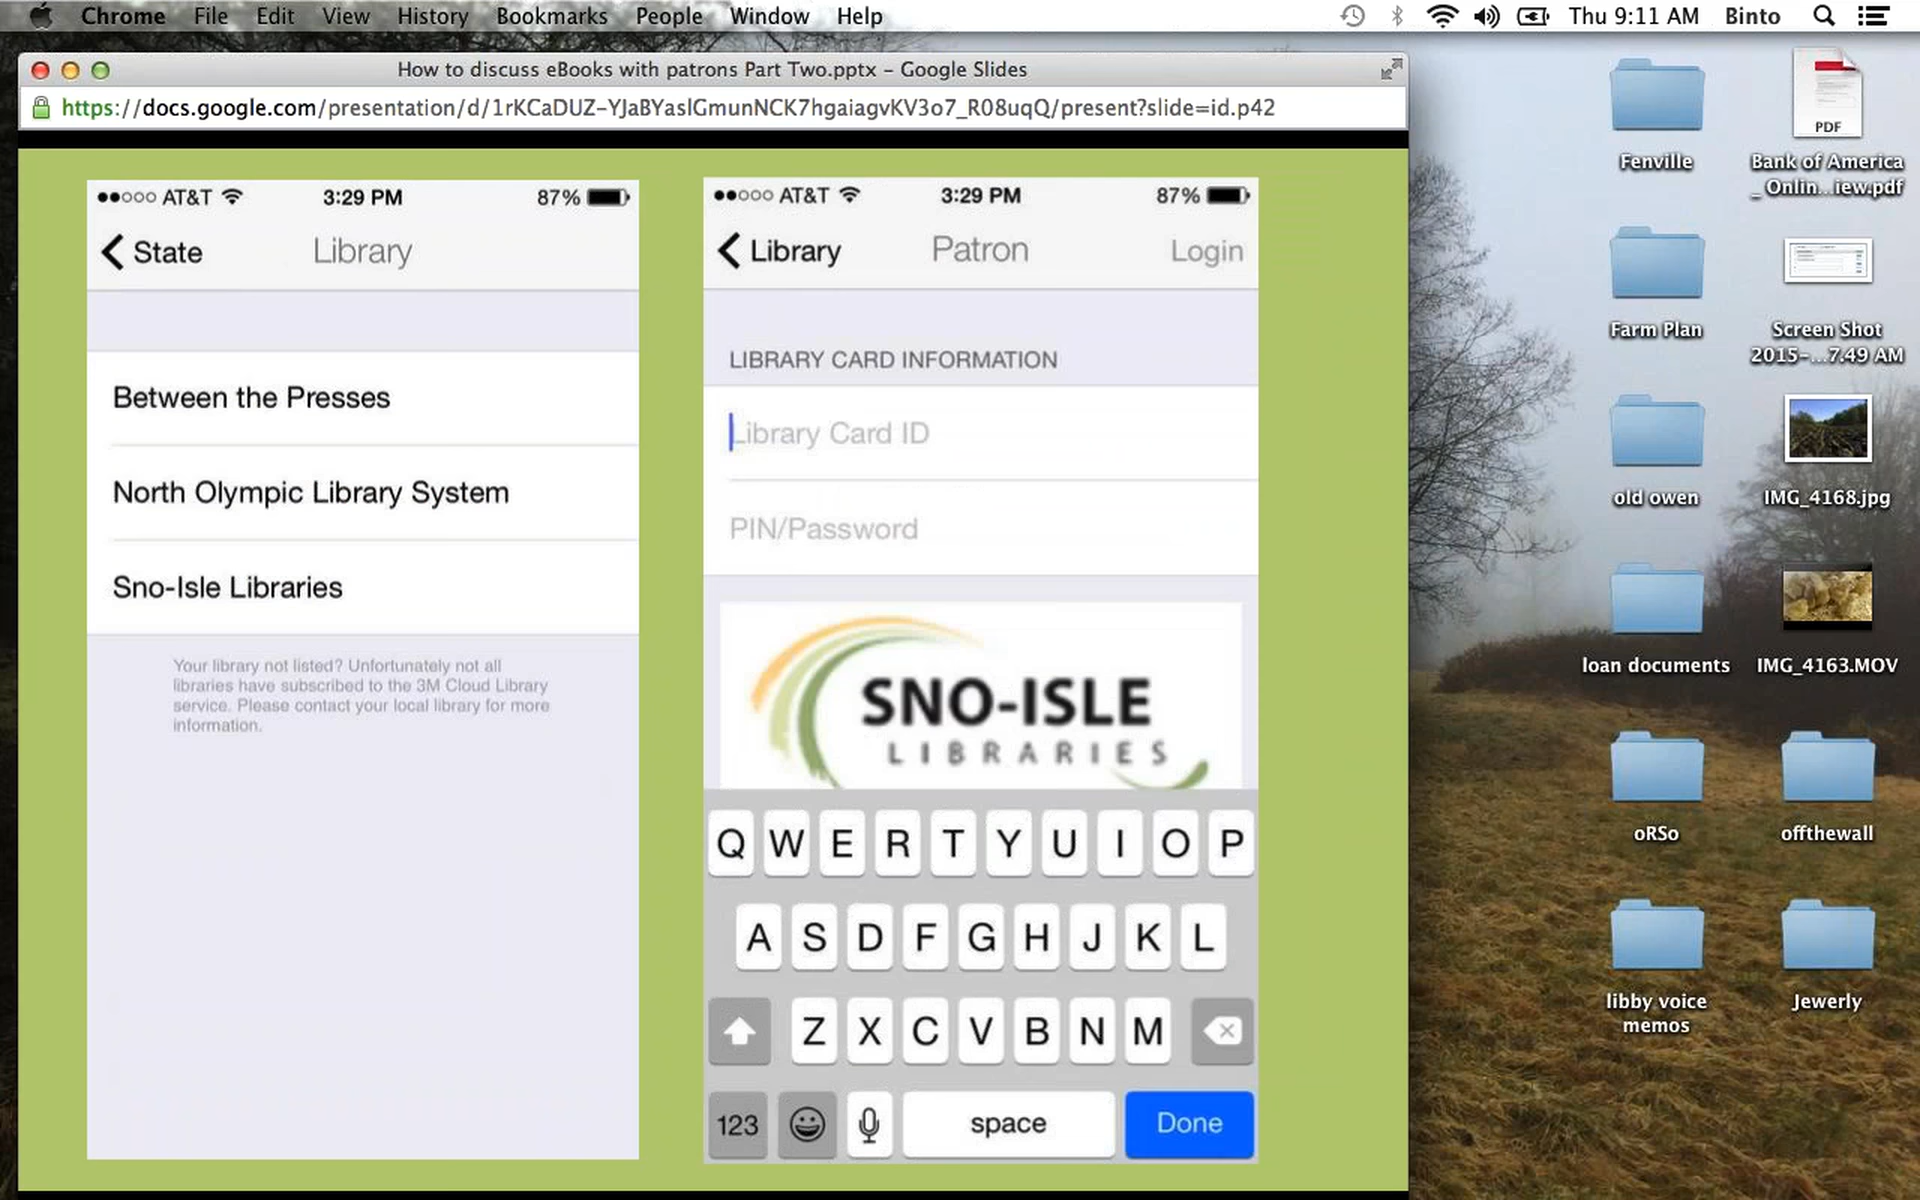 Chrome File Edit View History Bookmarks People Window Help Thu 9:11 AM Binto
How to discuss eBooks with patrons Part Two.pptx - Google Slides
https://docs.google.com/presentation/d/1rKCaDUZ-YJaBYaslGmunNCK7hgaiagvKV3o7_R08uqQ/present?slide=id.p42
AT&T 3:29 PM 87%
State Library
Between the Presses
North Olympic Library System
Sno-Isle Libraries
Your library not listed? Unfortunately not all
libraries have subscribed to the 3M Cloud Library
service. Please contact your local library for more
information.
AT&T 3:29 PM 87%
Library Patron Login
LIBRARY CARD INFORMATION
Library Card ID
PIN/Password
SNO-ISLE
LIBRARIES
Q W E R T Y U I O P
A S D F G H J K L
Z X C V B N M
123 space Done
Fenville
PDF
Bank of America
_ Onlin...iew.pdf
Farm Plan
Screen Shot
2015-...7.49 AM
old owen
IMG_4168.jpg
loan documents
IMG_4163.MOV
oRSo
offthewall
libby voice
memos
Jewerly